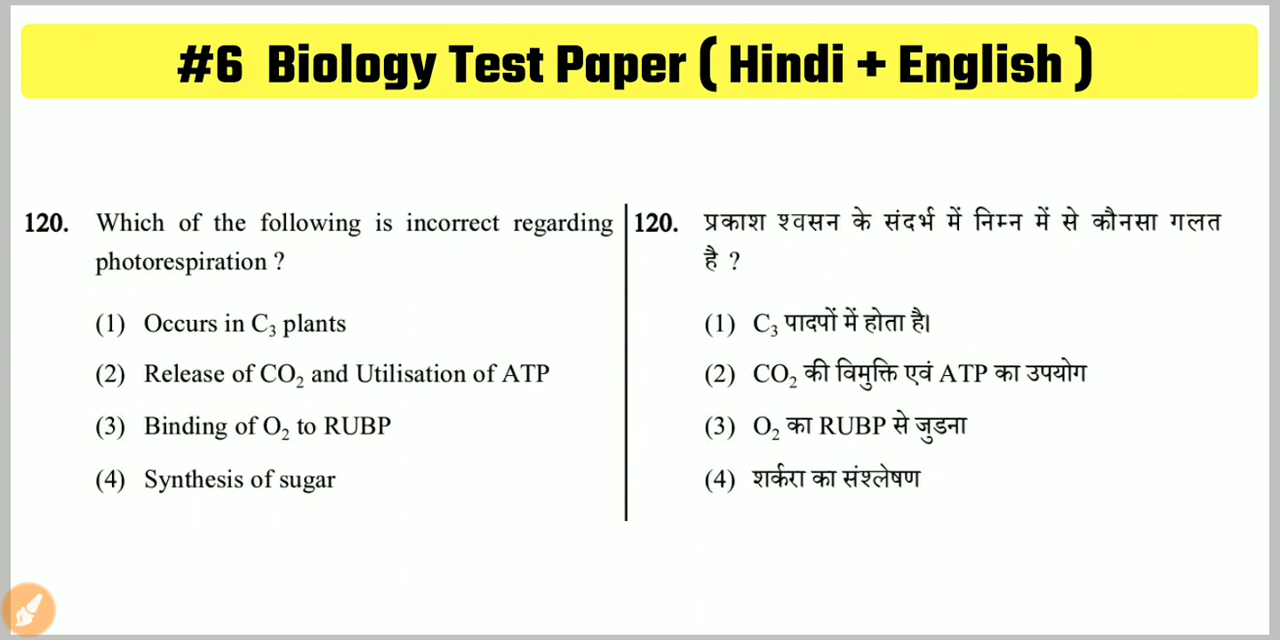 #6 Biology Test Paper ( Hindi + English )
120. Which of the following is incorrect regarding
photorespiration ?
(1) Occurs in C₃ plants
(2) Release of CO₂ and Utilisation of ATP
(3) Binding of O₂ to RUBP
(4) Synthesis of sugar
120. प्रकाश श्वसन के संदर्भ में निम्न में से कौनसा गलत
है ?
(1) C₃ पादपों में होता है।
(2) CO₂ की विमुक्ति एवं ATP का उपयोग
(3) O₂ का RUBP से जुडना
(4) शर्करा का संश्लेषण